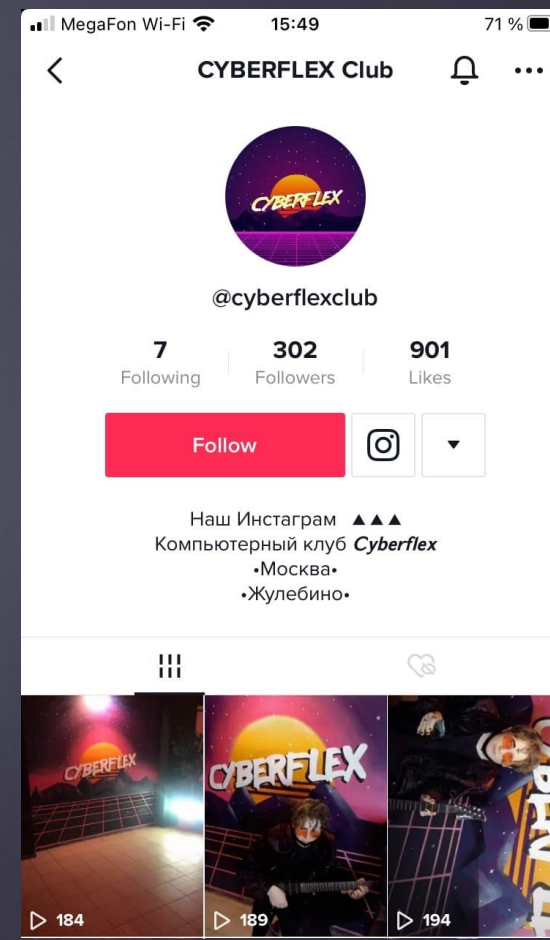 MegaFon Wi-Fi 15:49 71 %
CYBERFLEX Club
CYBERFLEX
@cyberflexclub
7 302 901
Following Followers Likes
Follow
Наш Инстаграм ▲▲▲
Компьютерный клуб Cyberflex
•Москва•
•Жулебино•
CYBERFLEX
CYBERFLEX
184 189 194